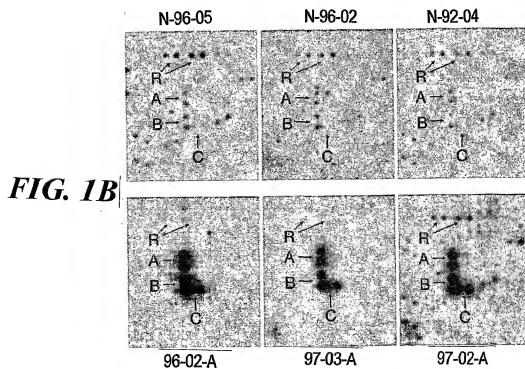 N-96-05 N-96-02 N-92-04
R R R
A A A
B B B
C C C
FIG. 1B
R R R
A A A
B B B
C C C
96-02-A 97-03-A 97-02-A